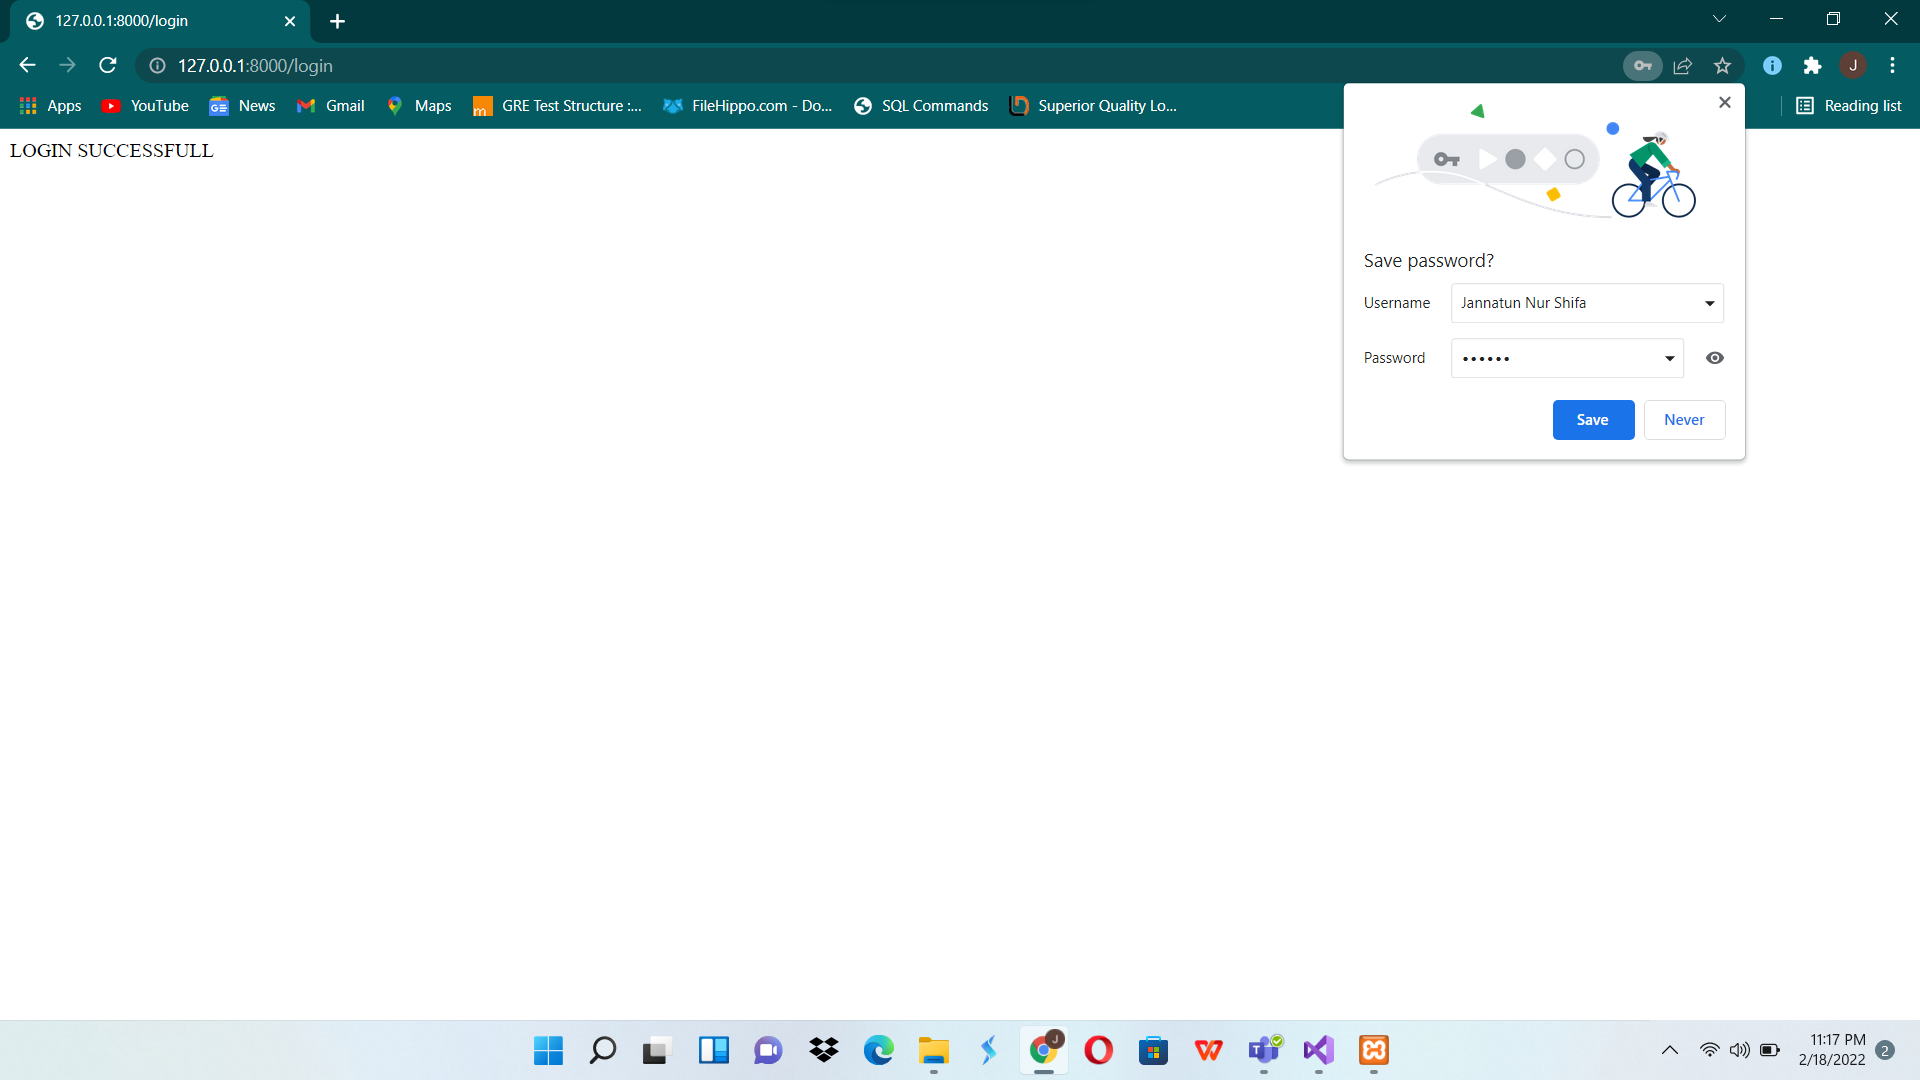 127.0.0.1:8000/login
127.0.0.1:8000/login
Apps YouTube News Gmail Maps GRE Test Structure :... FileHippo.com - Do... SQL Commands Superior Quality Lo... Reading list
LOGIN SUCCESSFULL
Save password?
Username Jannatun Nur Shifa
Password ••••••
Save Never
11:17 PM
2/18/2022 2